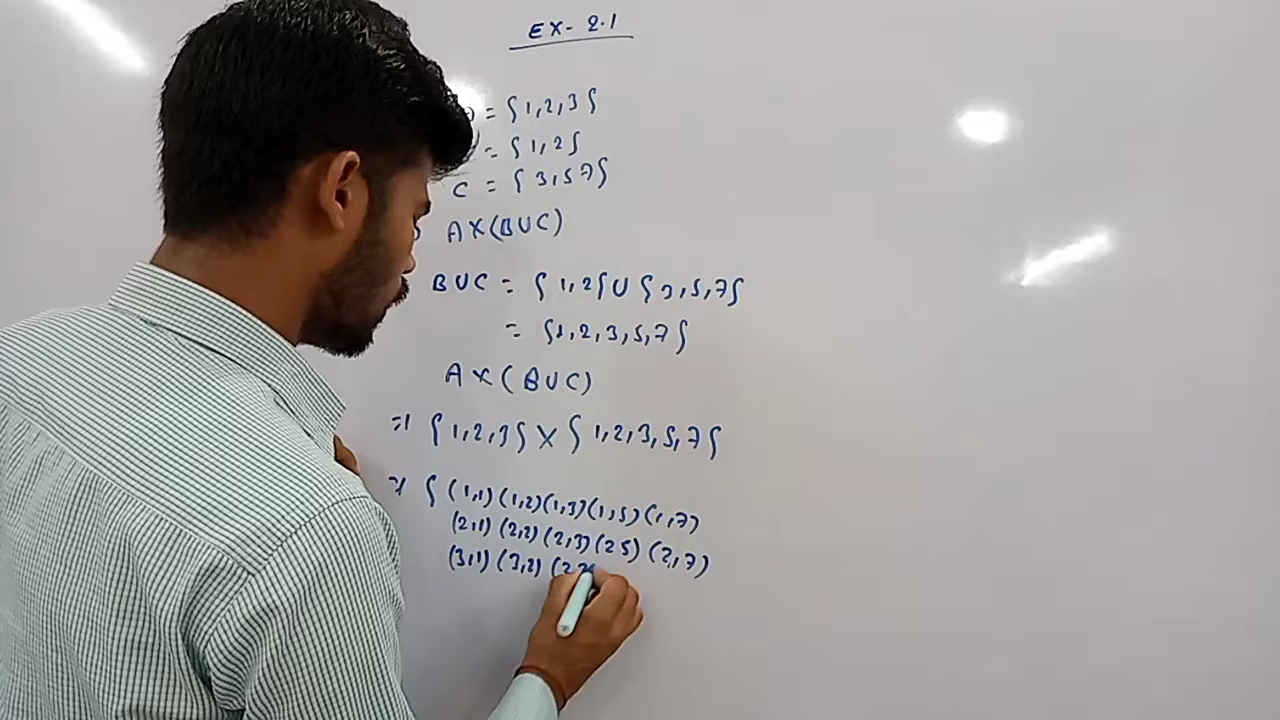 EX- 2.1
= {1,2,3}
= {1,2}
C = {3,5 7}
A X (B U C)
B U C = {1,2} U {3,5,7}
= {1,2,3,5,7}
A X (B U C)
=> {1,2,3} X {1,2,3,5,7}
=> { (1,1) (1,2) (1,3) (1,5) (1,7)
(2,1) (2,2) (2,3) (2 5) (2,7)
(3,1) (3,2)